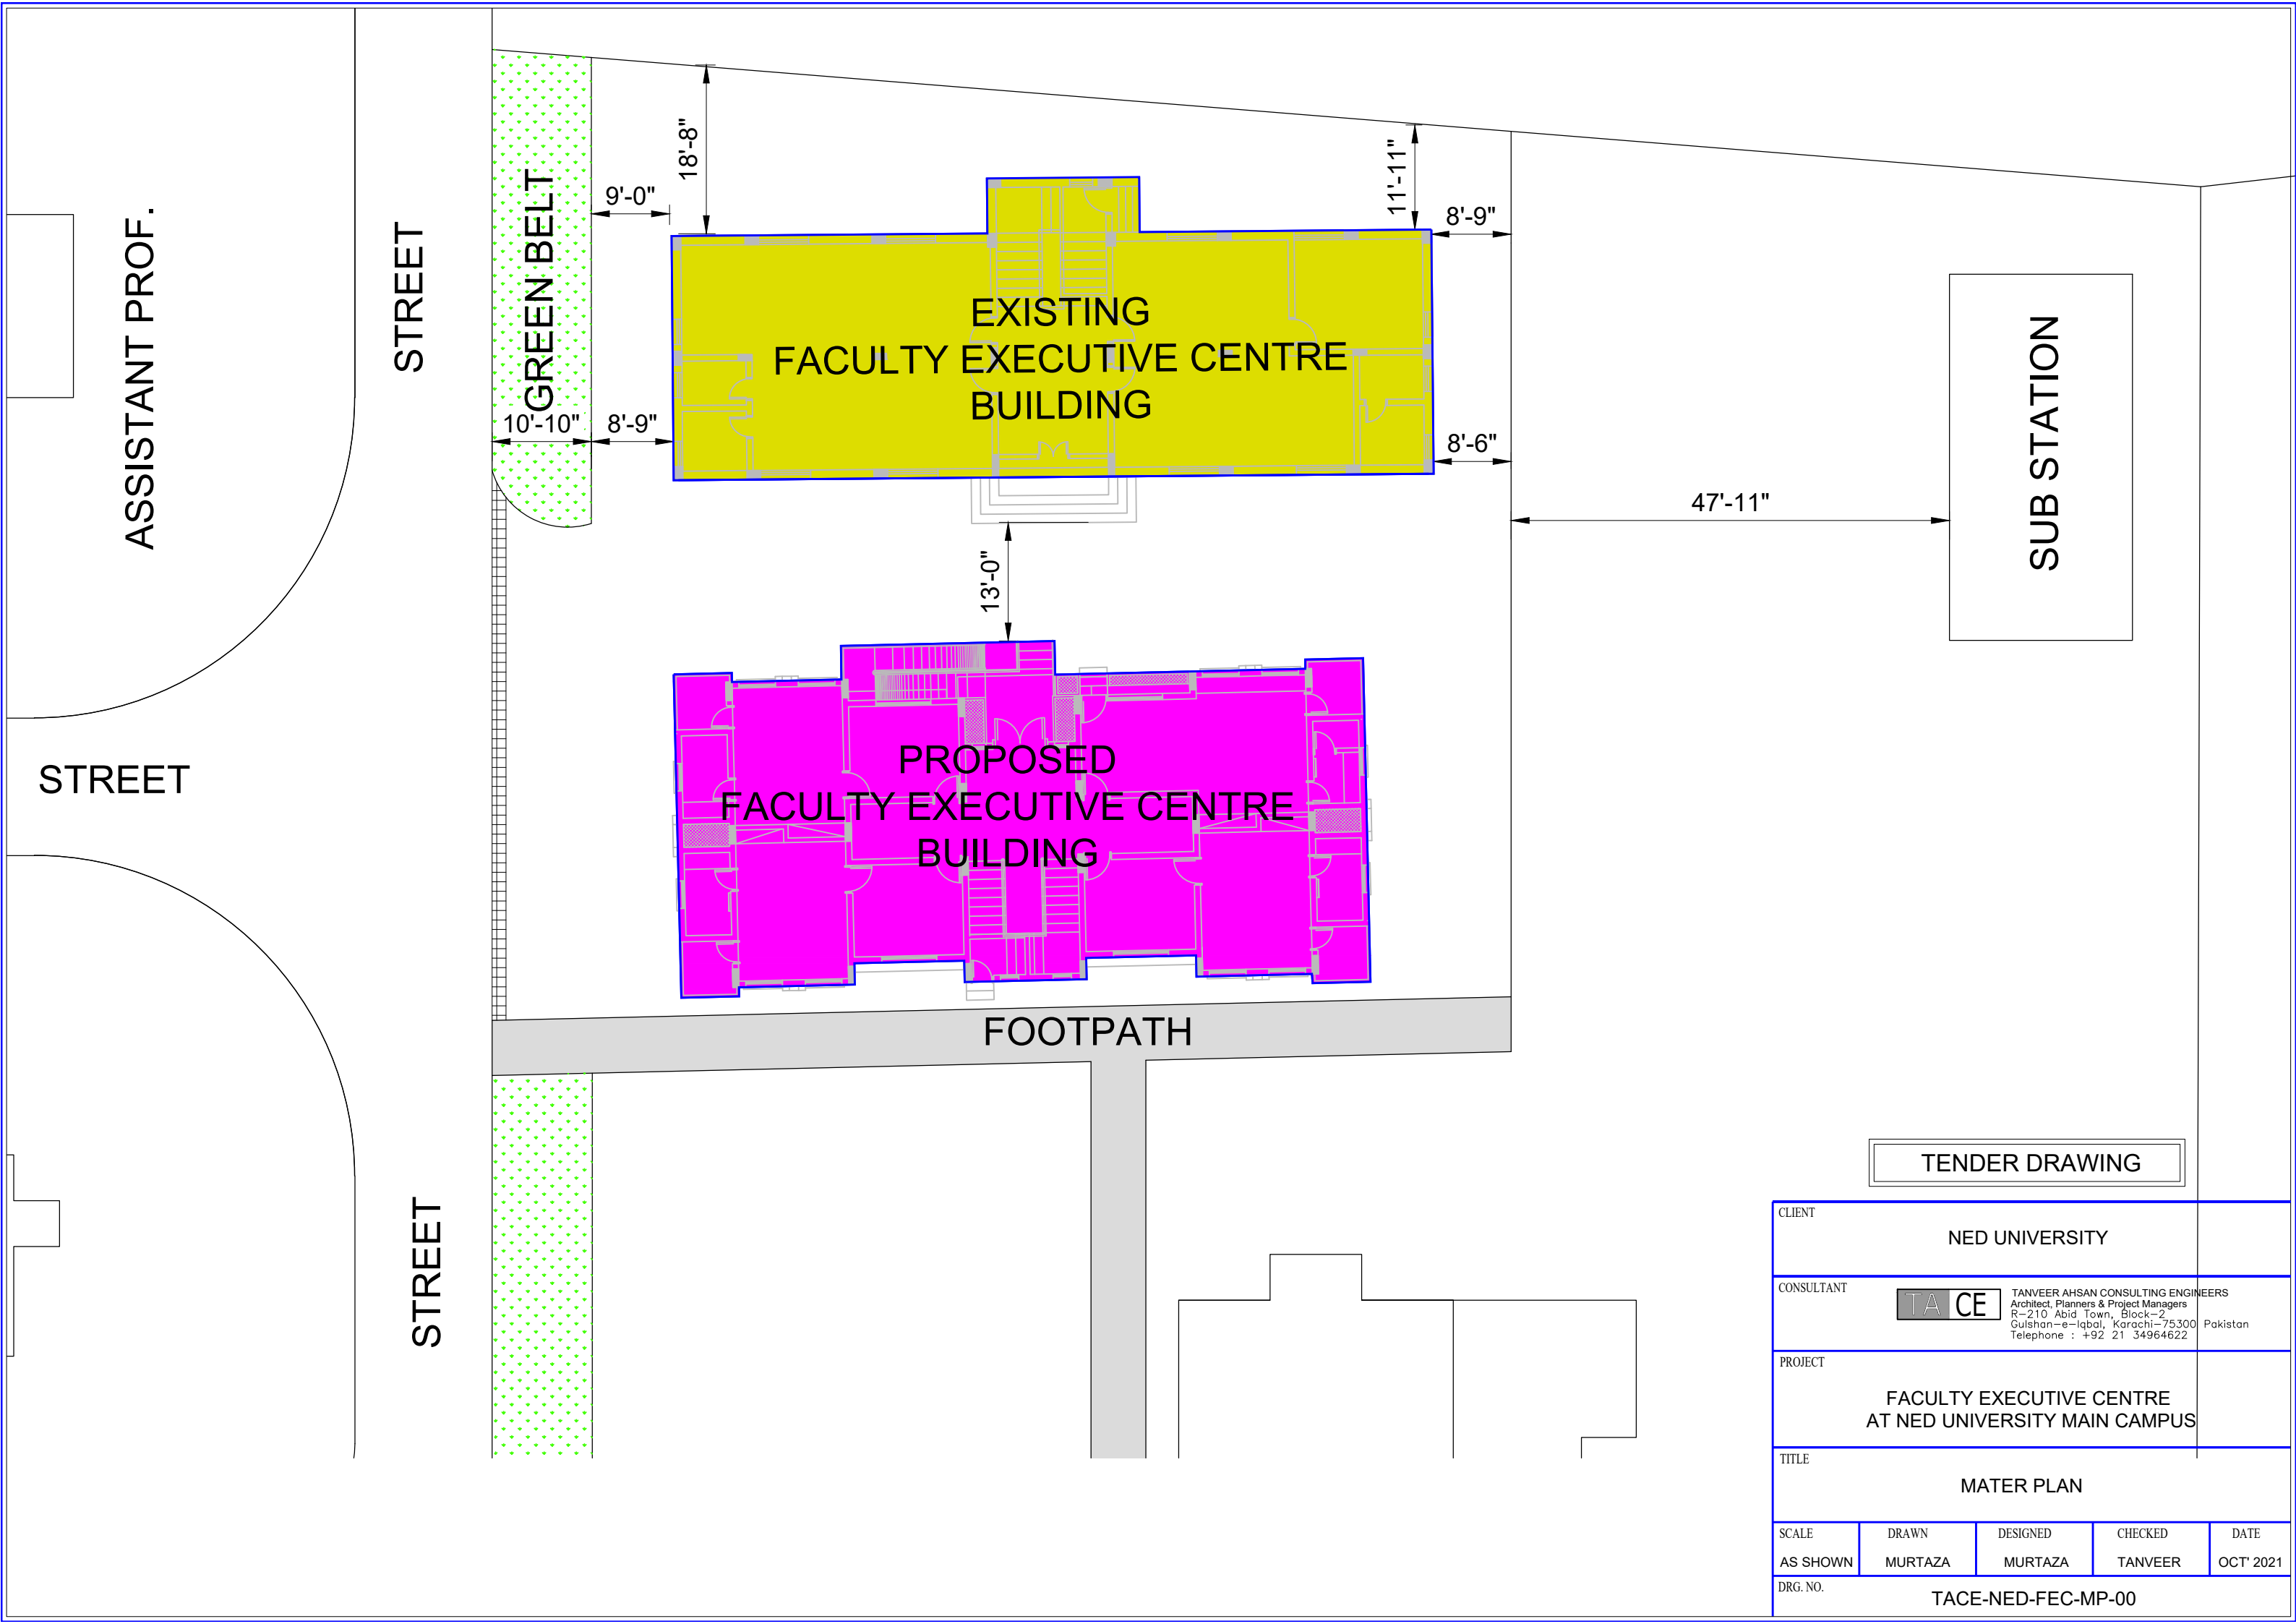 18'-8"
11'-11"
9'-0"
8'-9"
ASSISTANT PROF.
STREET
GREEN BELT
EXISTING
FACULTY EXECUTIVE CENTRE
BUILDING
10'-10"
8'-9"
8'-6"
47'-11"
SUB STATION
13'-0"
STREET
PROPOSED
FACULTY EXECUTIVE CENTRE
BUILDING
FOOTPATH
STREET
TENDER DRAWING
CLIENT
NED UNIVERSITY
CONSULTANT
TACE
TANVEER AHSAN CONSULTING ENGINEERS
Architect, Planners & Project Managers
R-210 Abid Town, Block-2
Gulshan-e-Iqbal, Karachi-75300 Pakistan
Telephone : +92 21 34964622
PROJECT
FACULTY EXECUTIVE CENTRE
AT NED UNIVERSITY MAIN CAMPUS
TITLE
MATER PLAN
SCALE DRAWN DESIGNED CHECKED DATE
AS SHOWN MURTAZA MURTAZA TANVEER OCT' 2021
DRG. NO.
TACE-NED-FEC-MP-00